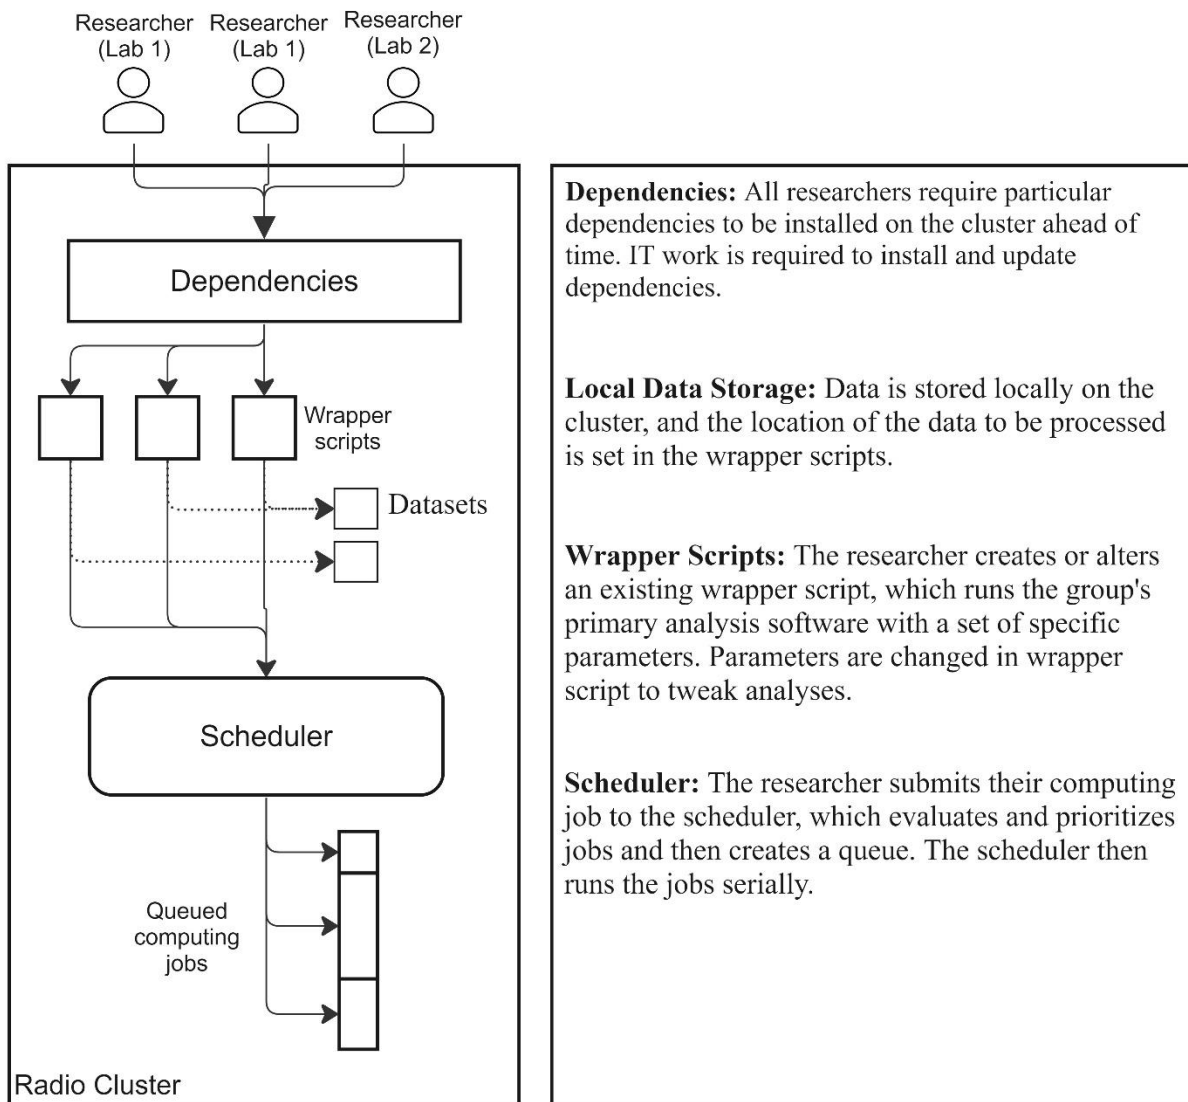 Researcher
(Lab 1)
Researcher
(Lab 1)
Researcher
(Lab 2)
Dependencies
Wrapper
scripts
Datasets
Scheduler
Queued
computing
jobs
Radio Cluster
Dependencies: All researchers require particular
dependencies to be installed on the cluster ahead of
time. IT work is required to install and update
dependencies.
Local Data Storage: Data is stored locally on the
cluster, and the location of the data to be processed
is set in the wrapper scripts.
Wrapper Scripts: The researcher creates or alters
an existing wrapper script, which runs the group's
primary analysis software with a set of specific
parameters. Parameters are changed in wrapper
script to tweak analyses.
Scheduler: The researcher submits their computing
job to the scheduler, which evaluates and prioritizes
jobs and then creates a queue. The scheduler then
runs the jobs serially.